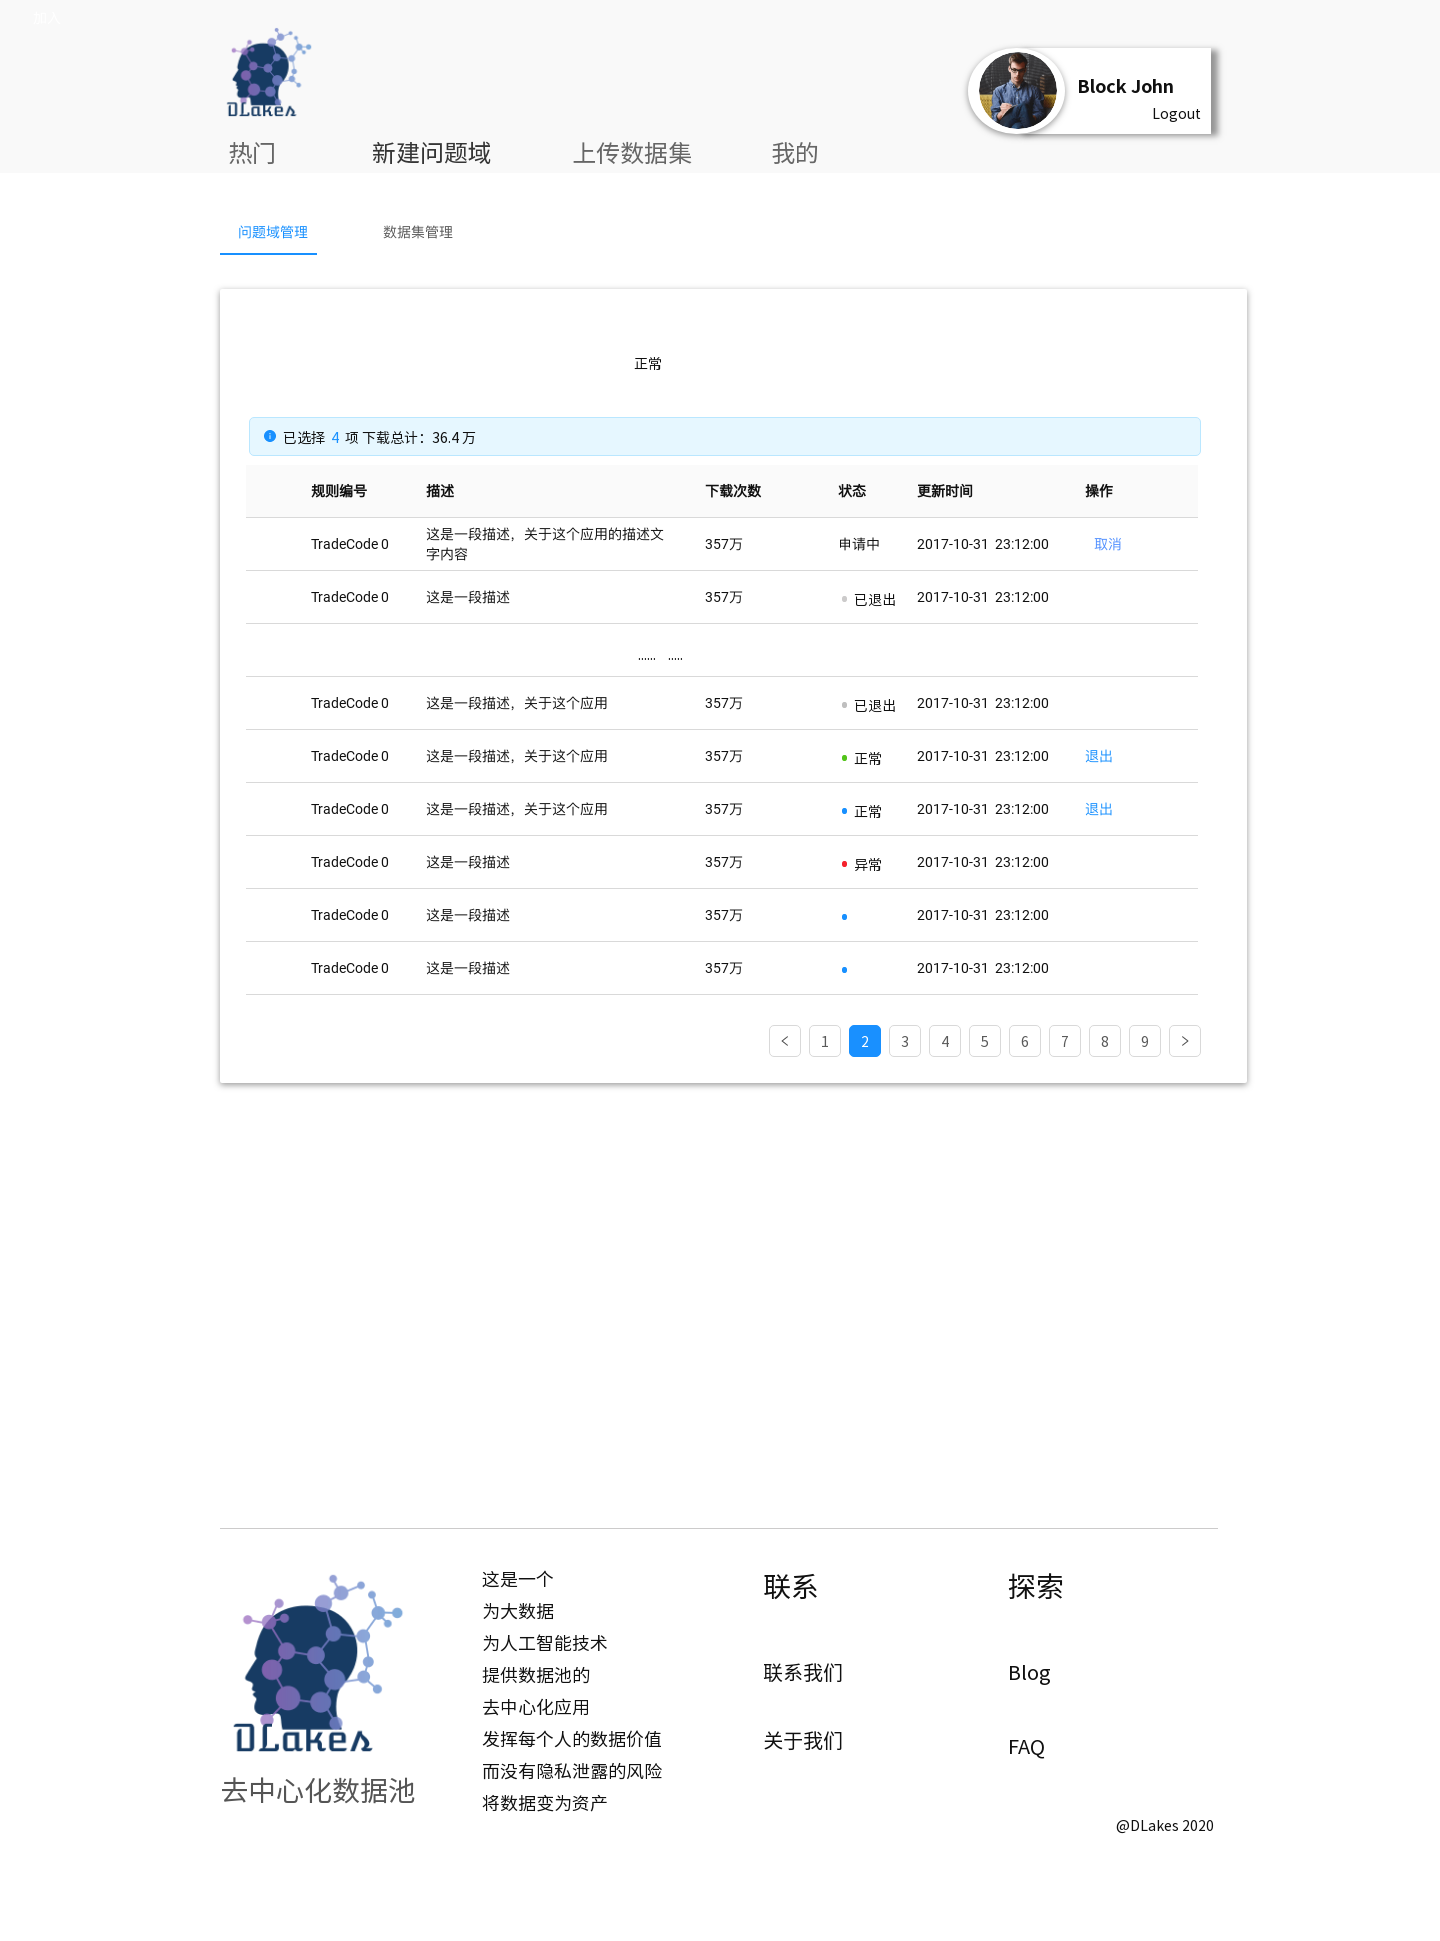 加入
DLakes
Block John
Logout
热门 新建问题域 上传数据集 我的
问题域管理 数据集管理
正常
已选择 4 项 下载总计：36.4 万
规则编号 描述 下载次数 状态 更新时间 操作
TradeCode 0 这是一段描述，关于这个应用的描述文 357万 申请中 2017-10-31 23:12:00 取消
字内容
TradeCode 0 这是一段描述 357万 已退出 2017-10-31 23:12:00
...... .....
TradeCode 0 这是一段描述，关于这个应用 357万 已退出 2017-10-31 23:12:00
TradeCode 0 这是一段描述，关于这个应用 357万 正常 2017-10-31 23:12:00 退出
TradeCode 0 这是一段描述，关于这个应用 357万 正常 2017-10-31 23:12:00 退出
TradeCode 0 这是一段描述 357万 异常 2017-10-31 23:12:00
TradeCode 0 这是一段描述 357万 2017-10-31 23:12:00
TradeCode 0 这是一段描述 357万 2017-10-31 23:12:00
< 1 2 3 4 5 6 7 8 9 >
DLakes
去中心化数据池
这是一个
为大数据
为人工智能技术
提供数据池的
去中心化应用
发挥每个人的数据价值
而没有隐私泄露的风险
将数据变为资产
联系
联系我们
关于我们
探索
Blog
FAQ
@DLakes 2020